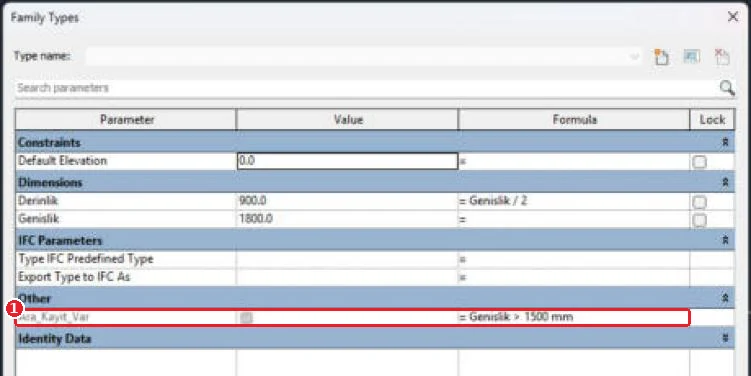 Family Types
Type name:
Search parameters
Parameter Value Formula Lock
Constraints
Default Elevation 0.0 =
Dimensions
Derinlik 900.0 = Genislik / 2
Genislik 1800.0 =
IFC Parameters
Type IFC Predefined Type =
Export Type to IFC As =
Other
1
Ara_Kayit_Var = Genislik > 1500 mm
Identity Data